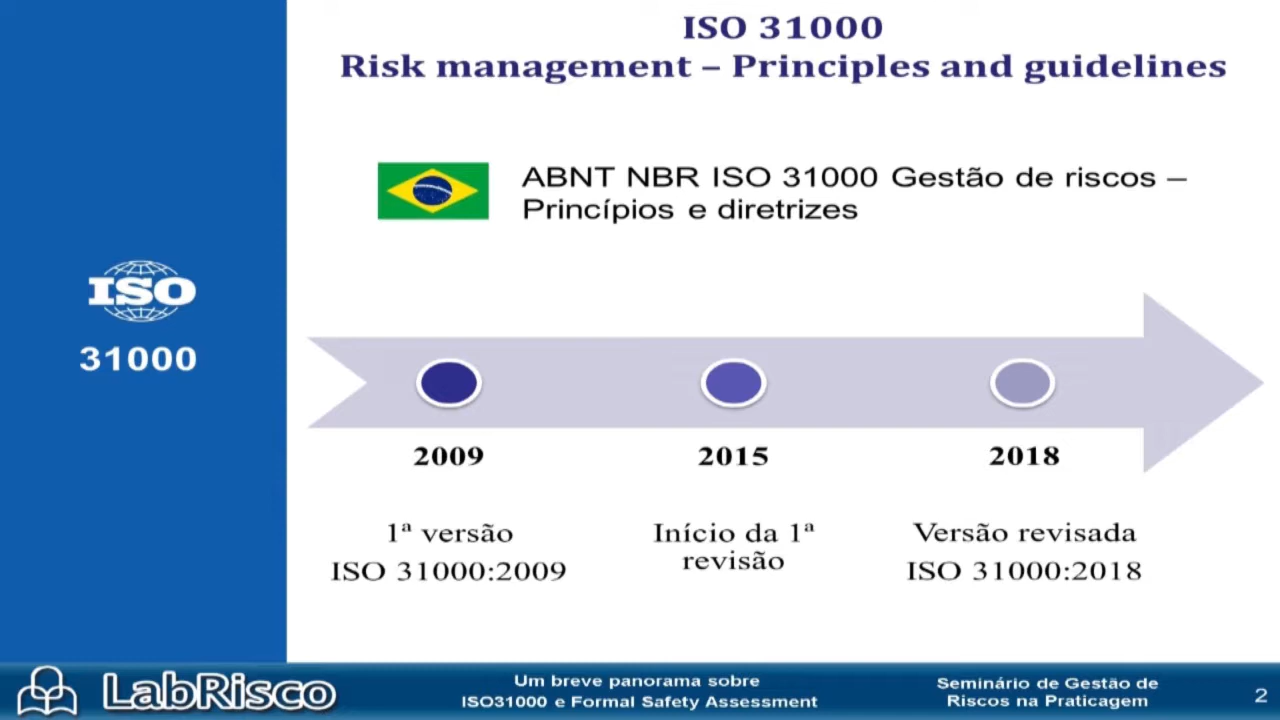 ISO 31000
Risk management – Principles and guidelines
ABNT NBR ISO 31000 Gestão de riscos –
Princípios e diretrizes
ISO
31000
2009
2015
2018
1ª versão
ISO 31000:2009
Início da 1ª
revisão
Versão revisada
ISO 31000:2018
LabRisco
Um breve panorama sobre
ISO31000 e Formal Safety Assessment
Seminário de Gestão de
Riscos na Praticagem
2